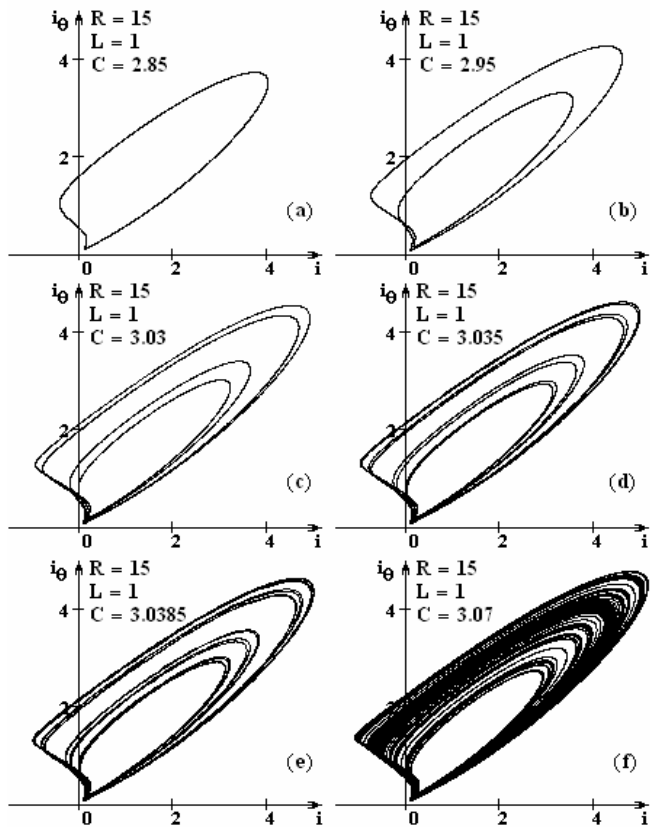 iθ R = 15
L = 1
4 C = 2.85
2
(a)
0 2 4 i
iθ R = 15
L = 1
4 C = 2.95
2
(b)
0 2 4 i
iθ R = 15
L = 1
4 C = 3.03
2
(c)
0 2 4 i
iθ R = 15
L = 1
4 C = 3.035
2
(d)
0 2 4 i
iθ R = 15
L = 1
4 C = 3.0385
2
(e)
0 2 4 i
iθ R = 15
L = 1
4 C = 3.07
2
(f)
0 2 4 i